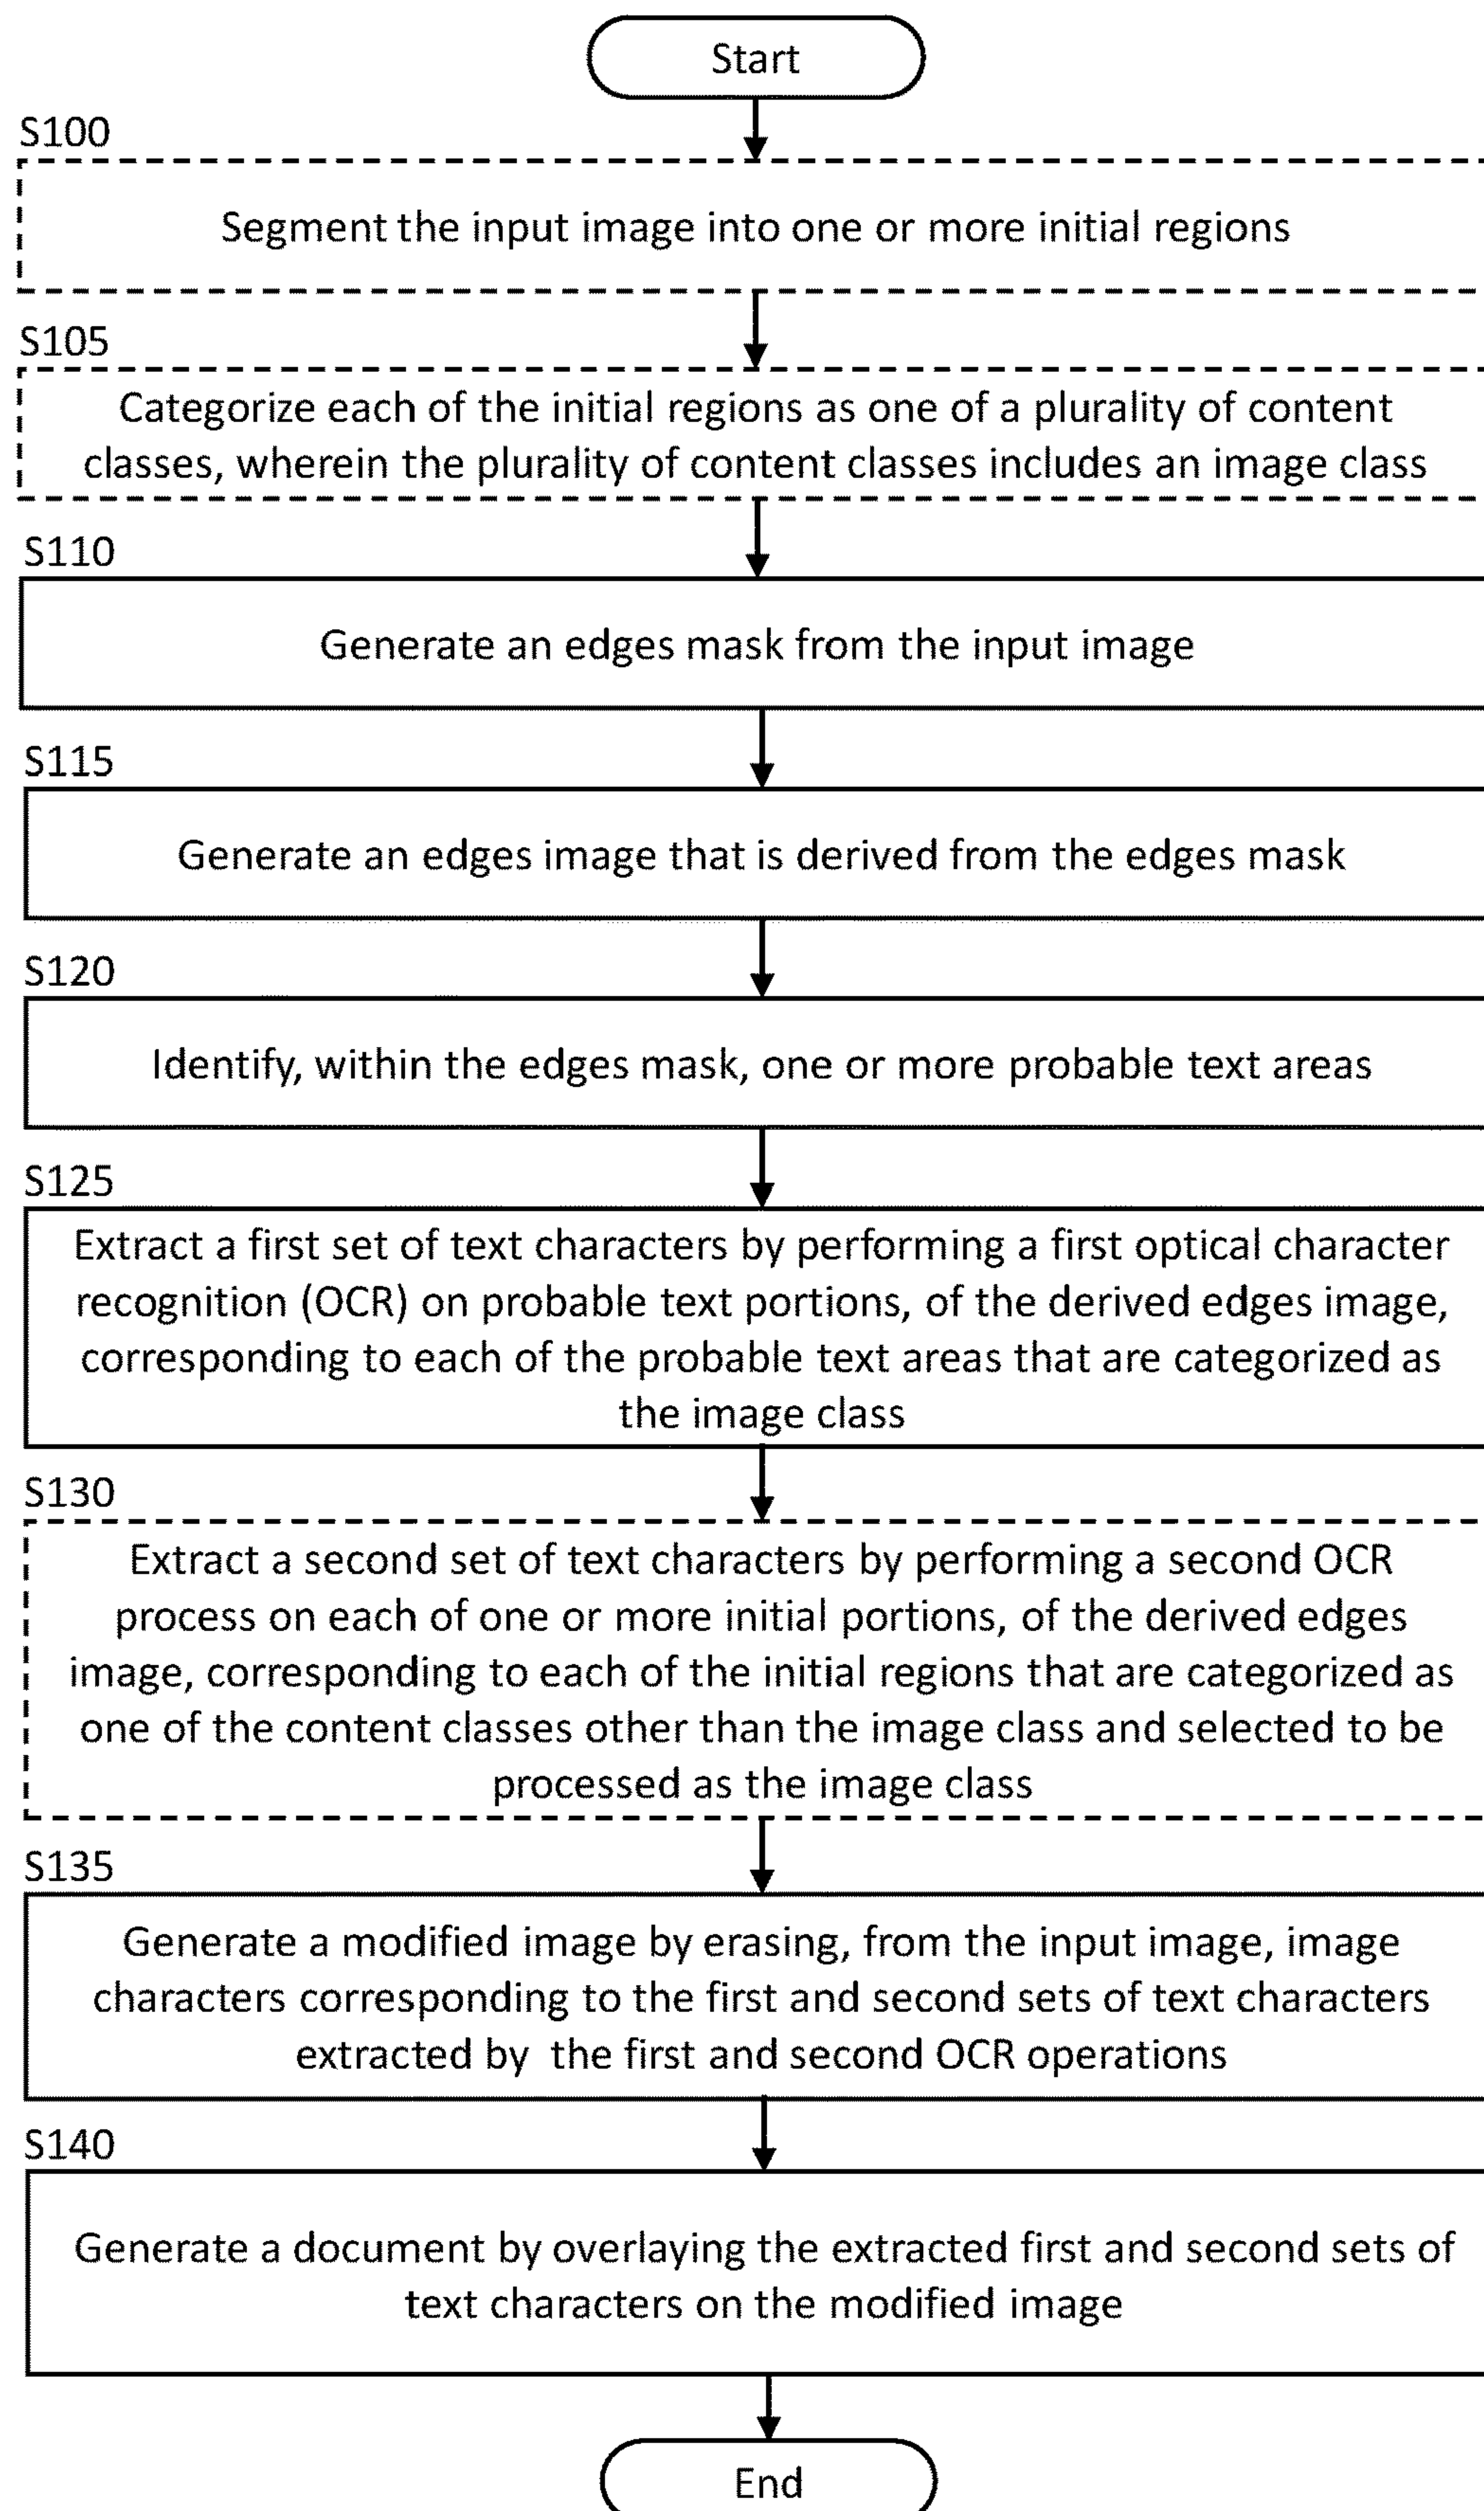 Start
S100
Segment the input image into one or more initial regions
S105
Categorize each of the initial regions as one of a plurality of content
classes, wherein the plurality of content classes includes an image class
S110
Generate an edges mask from the input image
S115
Generate an edges image that is derived from the edges mask
S120
Identify, within the edges mask, one or more probable text areas
S125
Extract a first set of text characters by performing a first optical character
recognition (OCR) on probable text portions, of the derived edges image,
corresponding to each of the probable text areas that are categorized as
the image class
S130
Extract a second set of text characters by performing a second OCR
process on each of one or more initial portions, of the derived edges
image, corresponding to each of the initial regions that are categorized as
one of the content classes other than the image class and selected to be
processed as the image class
S135
Generate a modified image by erasing, from the input image, image
characters corresponding to the first and second sets of text characters
extracted by  the first and second OCR operations
S140
Generate a document by overlaying the extracted first and second sets of
text characters on the modified image
End